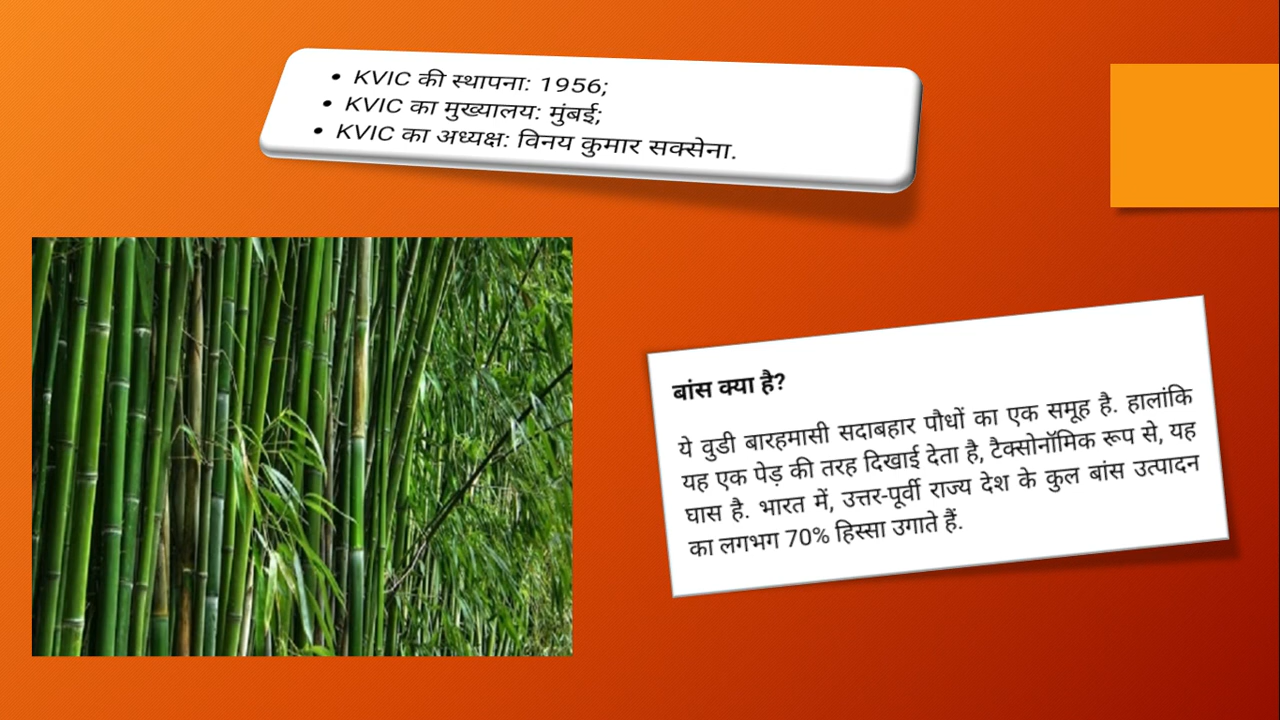 • KVIC की स्थापना: 1956;
• KVIC का मुख्यालय: मुंबई;
• KVIC का अध्यक्ष: विनय कुमार सक्सेना.
बांस क्या है?
ये वुडी बारहमासी सदाबहार पौधों का एक समूह है. हालांकि
यह एक पेड़ की तरह दिखाई देता है, टैक्सोनॉमिक रूप से, यह
घास है. भारत में, उत्तर-पूर्वी राज्य देश के कुल बांस उत्पादन
का लगभग 70% हिस्सा उगाते हैं.